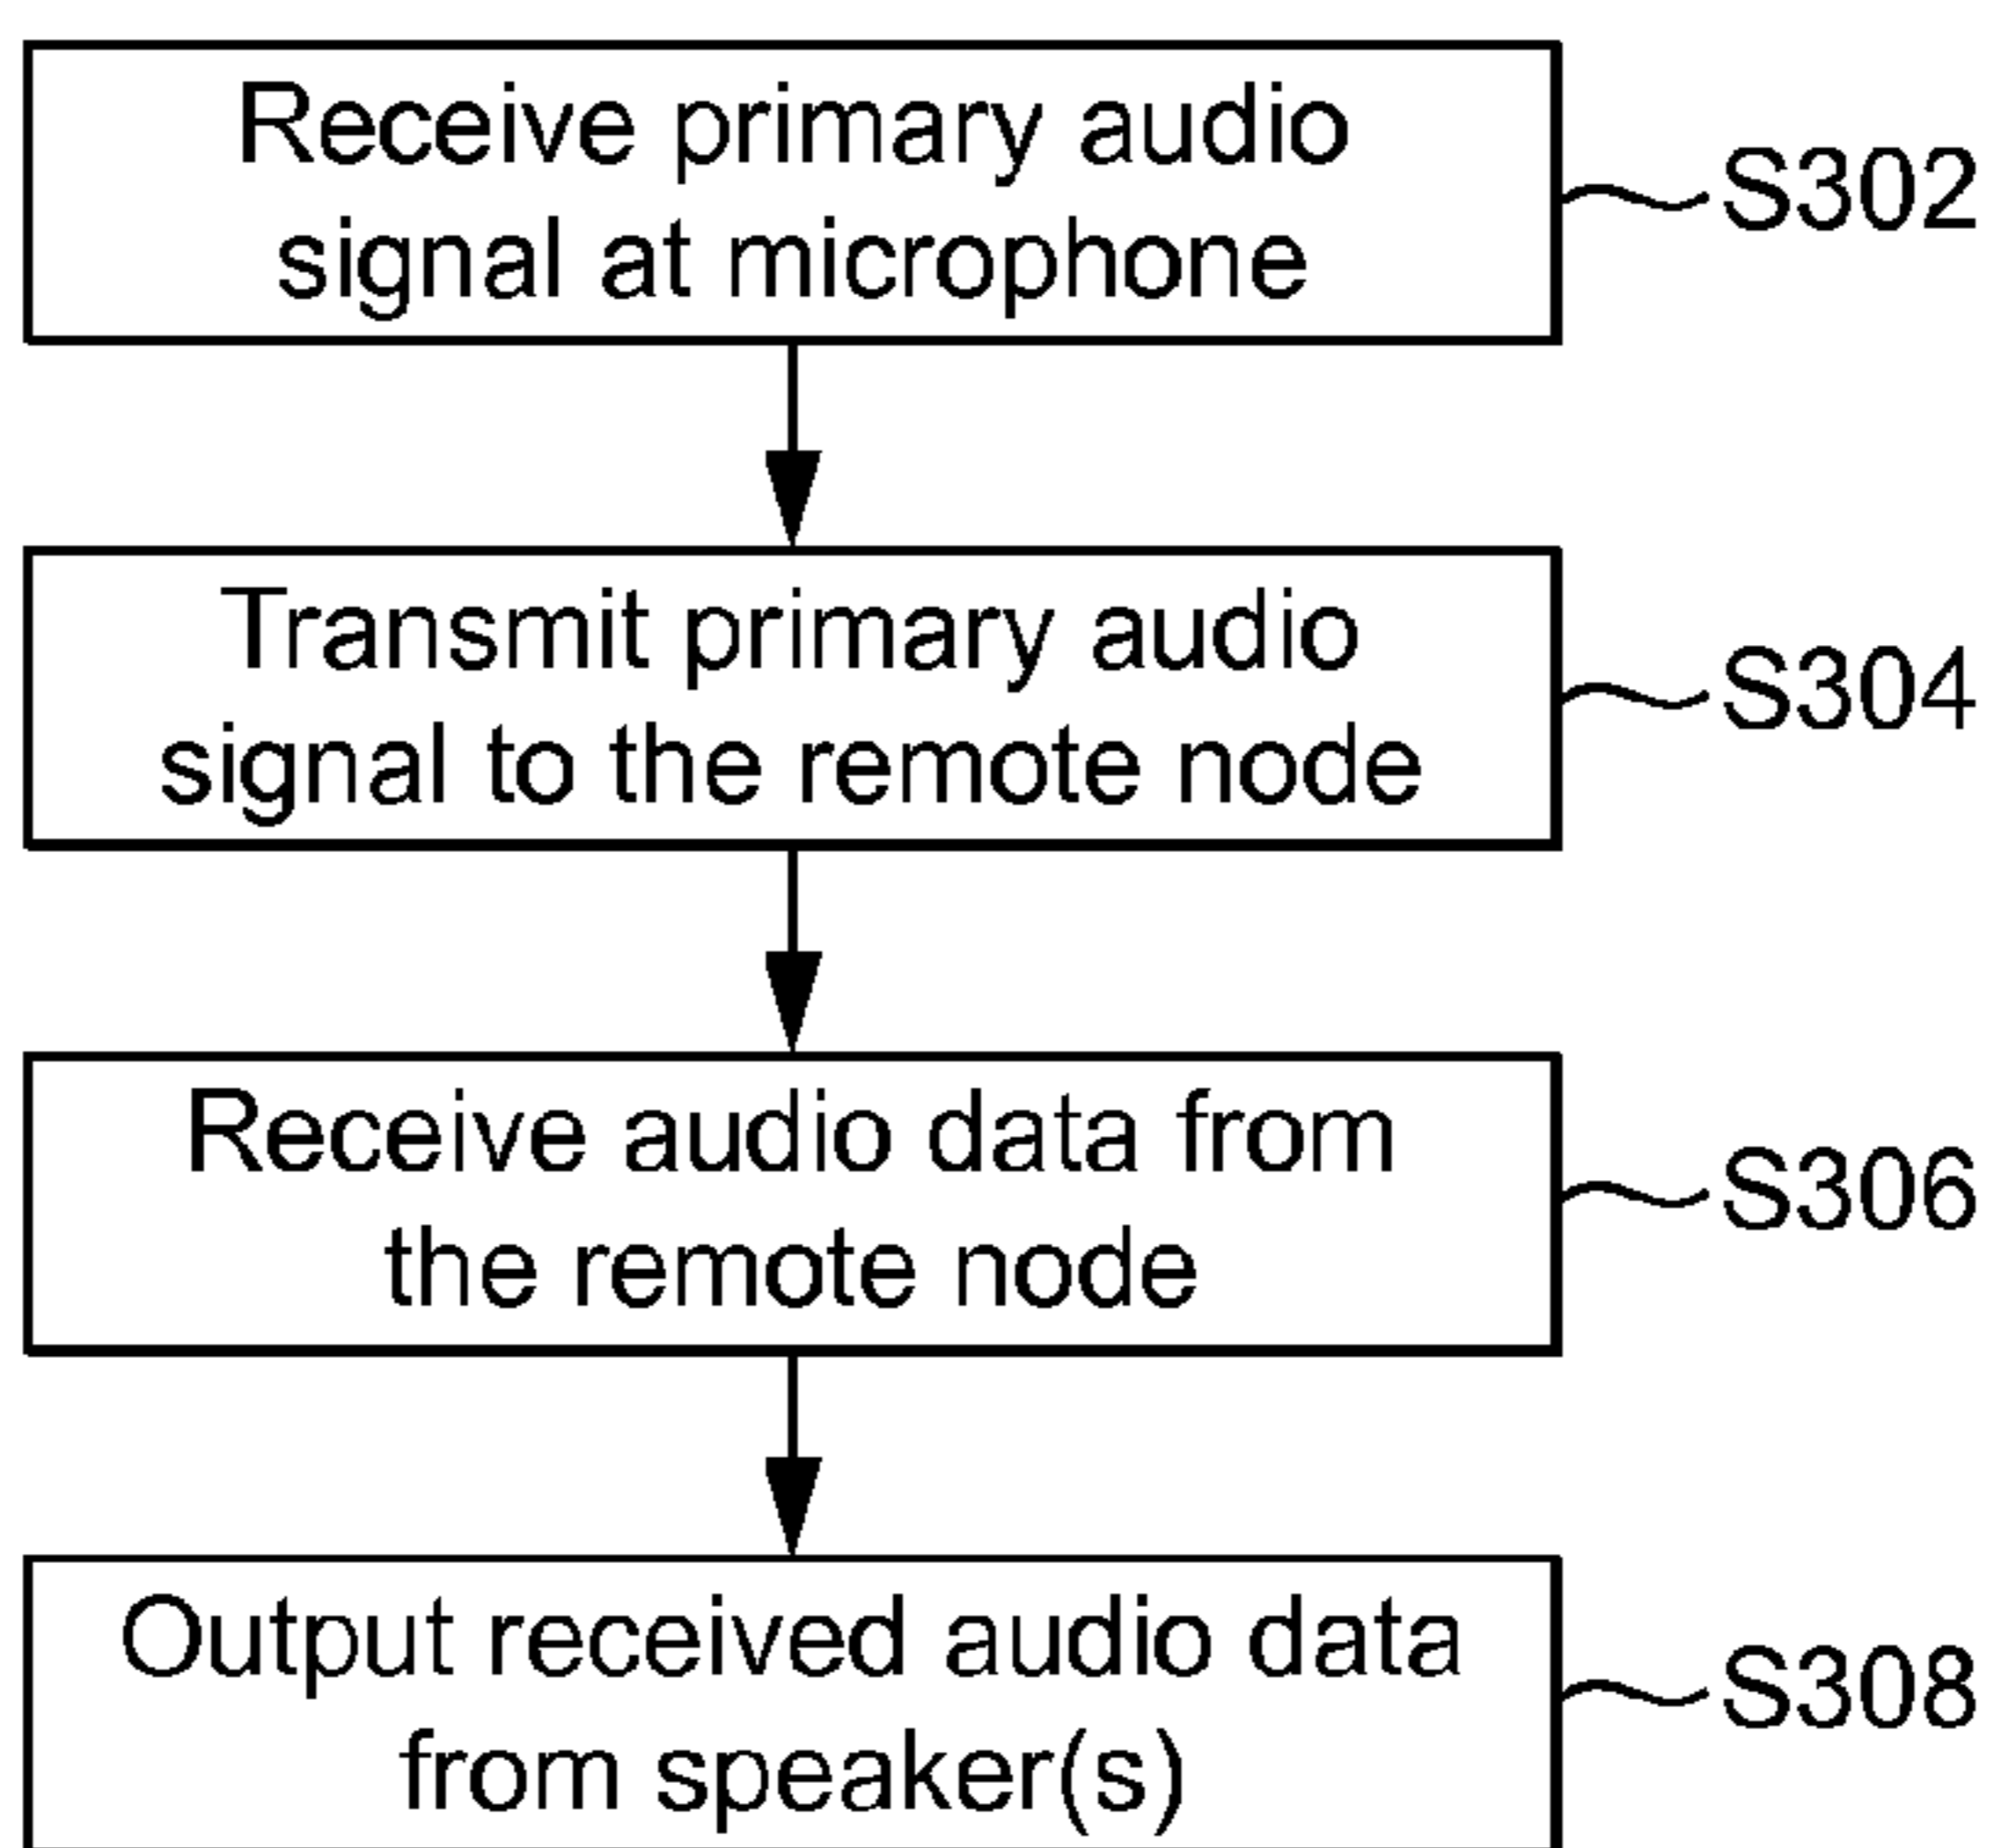 Receive primary audio
signal at microphone
S302
Transmit primary audio
signal to the remote node
S304
Receive audio data from
the remote node
S306
Output received audio data
from speaker(s)
S308